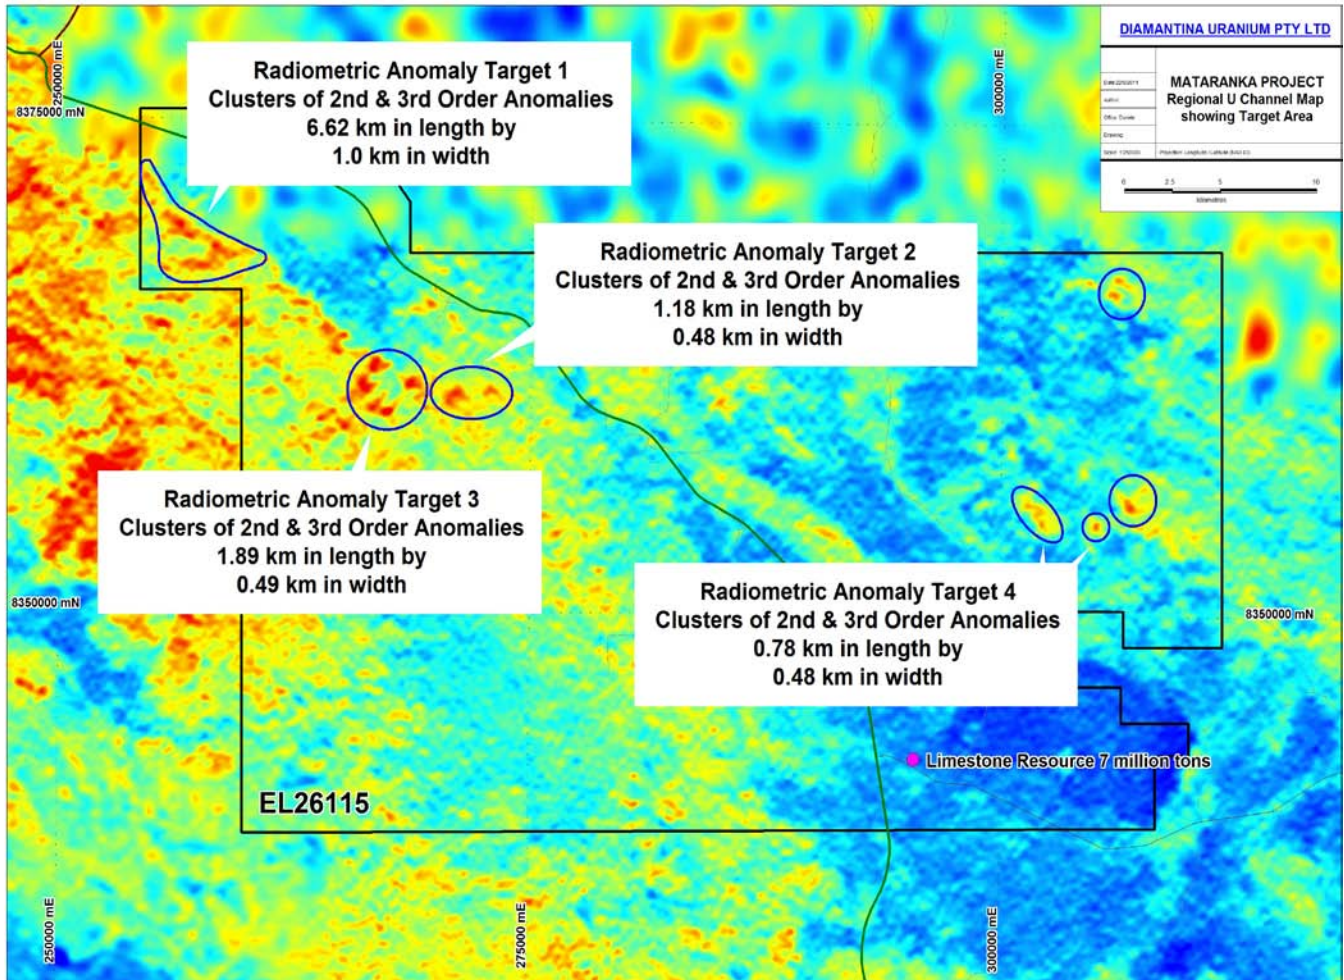 DIAMANTINA URANIUM PTY LTD
MATARANKA PROJECT
Regional U Channel Map
showing Target Area
0 2.5 5 10
kilometres
250000 mE
300000 mE
8375000 mN
Radiometric Anomaly Target 1
Clusters of 2nd & 3rd Order Anomalies
6.62 km in length by
1.0 km in width
Radiometric Anomaly Target 2
Clusters of 2nd & 3rd Order Anomalies
1.18 km in length by
0.48 km in width
Radiometric Anomaly Target 3
Clusters of 2nd & 3rd Order Anomalies
1.89 km in length by
0.49 km in width
Radiometric Anomaly Target 4
Clusters of 2nd & 3rd Order Anomalies
0.78 km in length by
0.48 km in width
8350000 mN
8350000 mN
Limestone Resource 7 million tons
EL26115
250000 mE
275000 mE
300000 mE